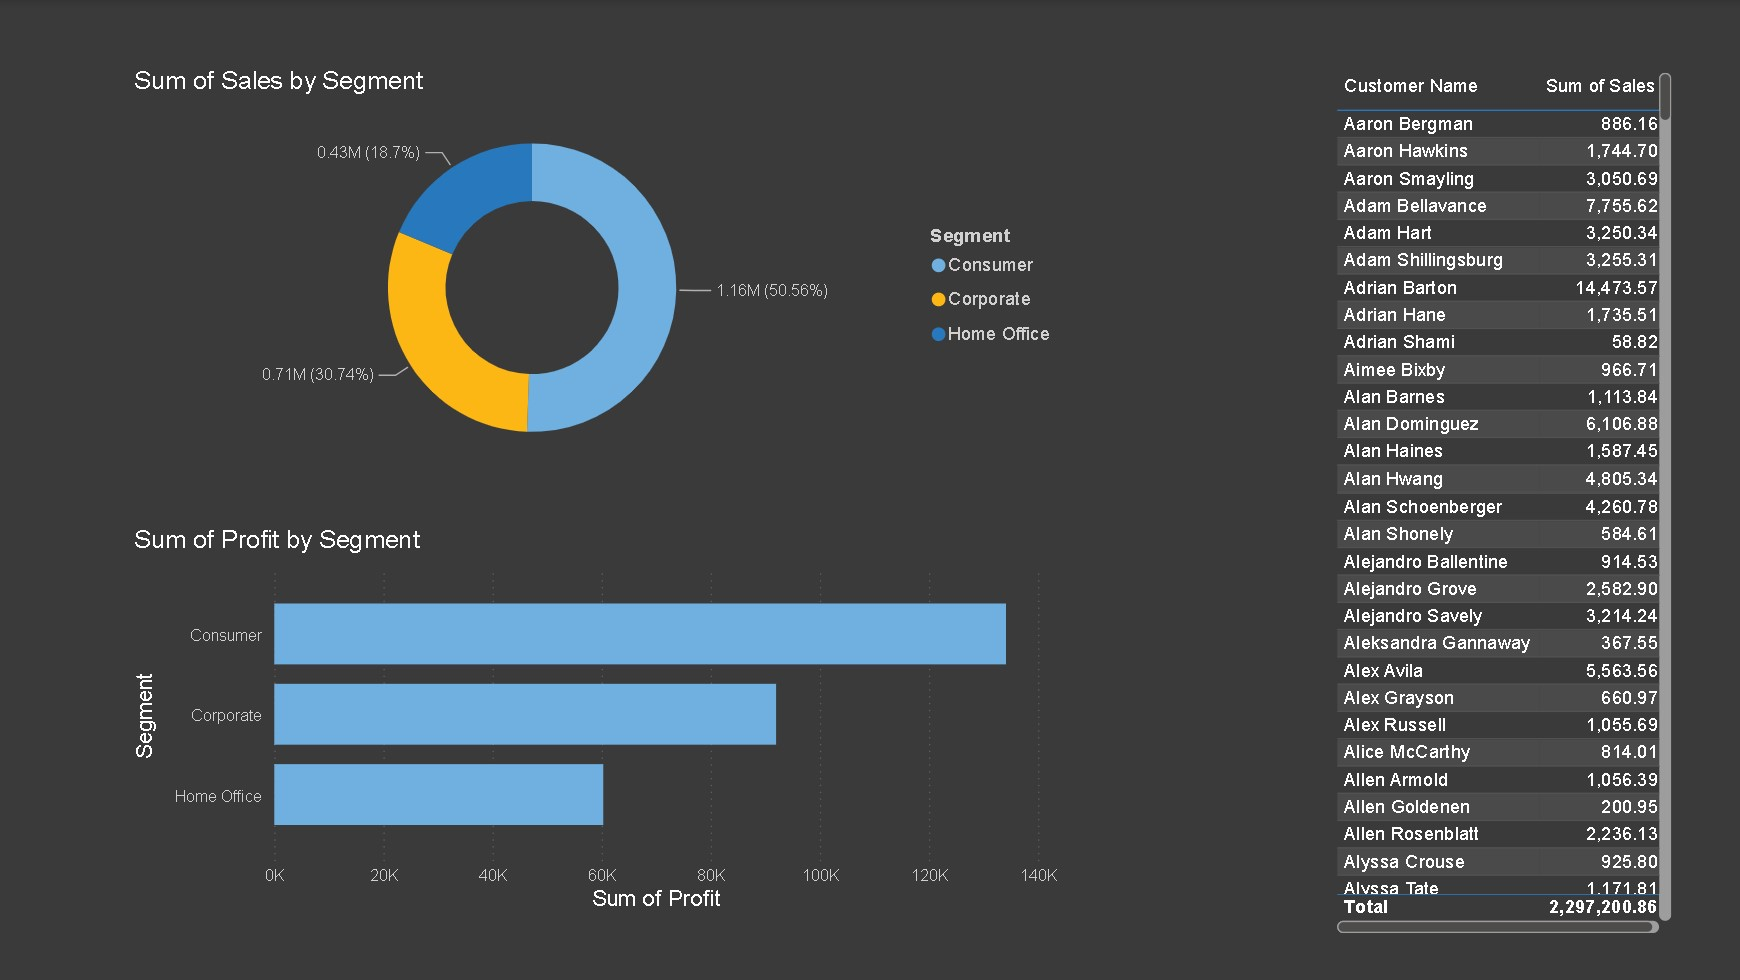 Sum of Sales by Segment
0.43M (18.7%)
1.16M (50.56%)
0.71M (30.74%)
Segment
Consumer
Corporate
Home Office
Sum of Profit by Segment
Segment
Consumer
Corporate
Home Office
0K 20K 40K 60K 80K 100K 120K 140K
Sum of Profit
Customer Name Sum of Sales
Aaron Bergman 886.16
Aaron Hawkins 1,744.70
Aaron Smayling 3,050.69
Adam Bellavance 7,755.62
Adam Hart 3,250.34
Adam Shillingsburg 3,255.31
Adrian Barton 14,473.57
Adrian Hane 1,735.51
Adrian Shami 58.82
Aimee Bixby 966.71
Alan Barnes 1,113.84
Alan Dominguez 6,106.88
Alan Haines 1,587.45
Alan Hwang 4,805.34
Alan Schoenberger 4,260.78
Alan Shonely 584.61
Alejandro Ballentine 914.53
Alejandro Grove 2,582.90
Alejandro Savely 3,214.24
Aleksandra Gannaway 367.55
Alex Avila 5,563.56
Alex Grayson 660.97
Alex Russell 1,055.69
Alice McCarthy 814.01
Allen Armold 1,056.39
Allen Goldenen 200.95
Allen Rosenblatt 2,236.13
Alyssa Crouse 925.80
Alyssa Tate 1,171.81
Total 2,297,200.86